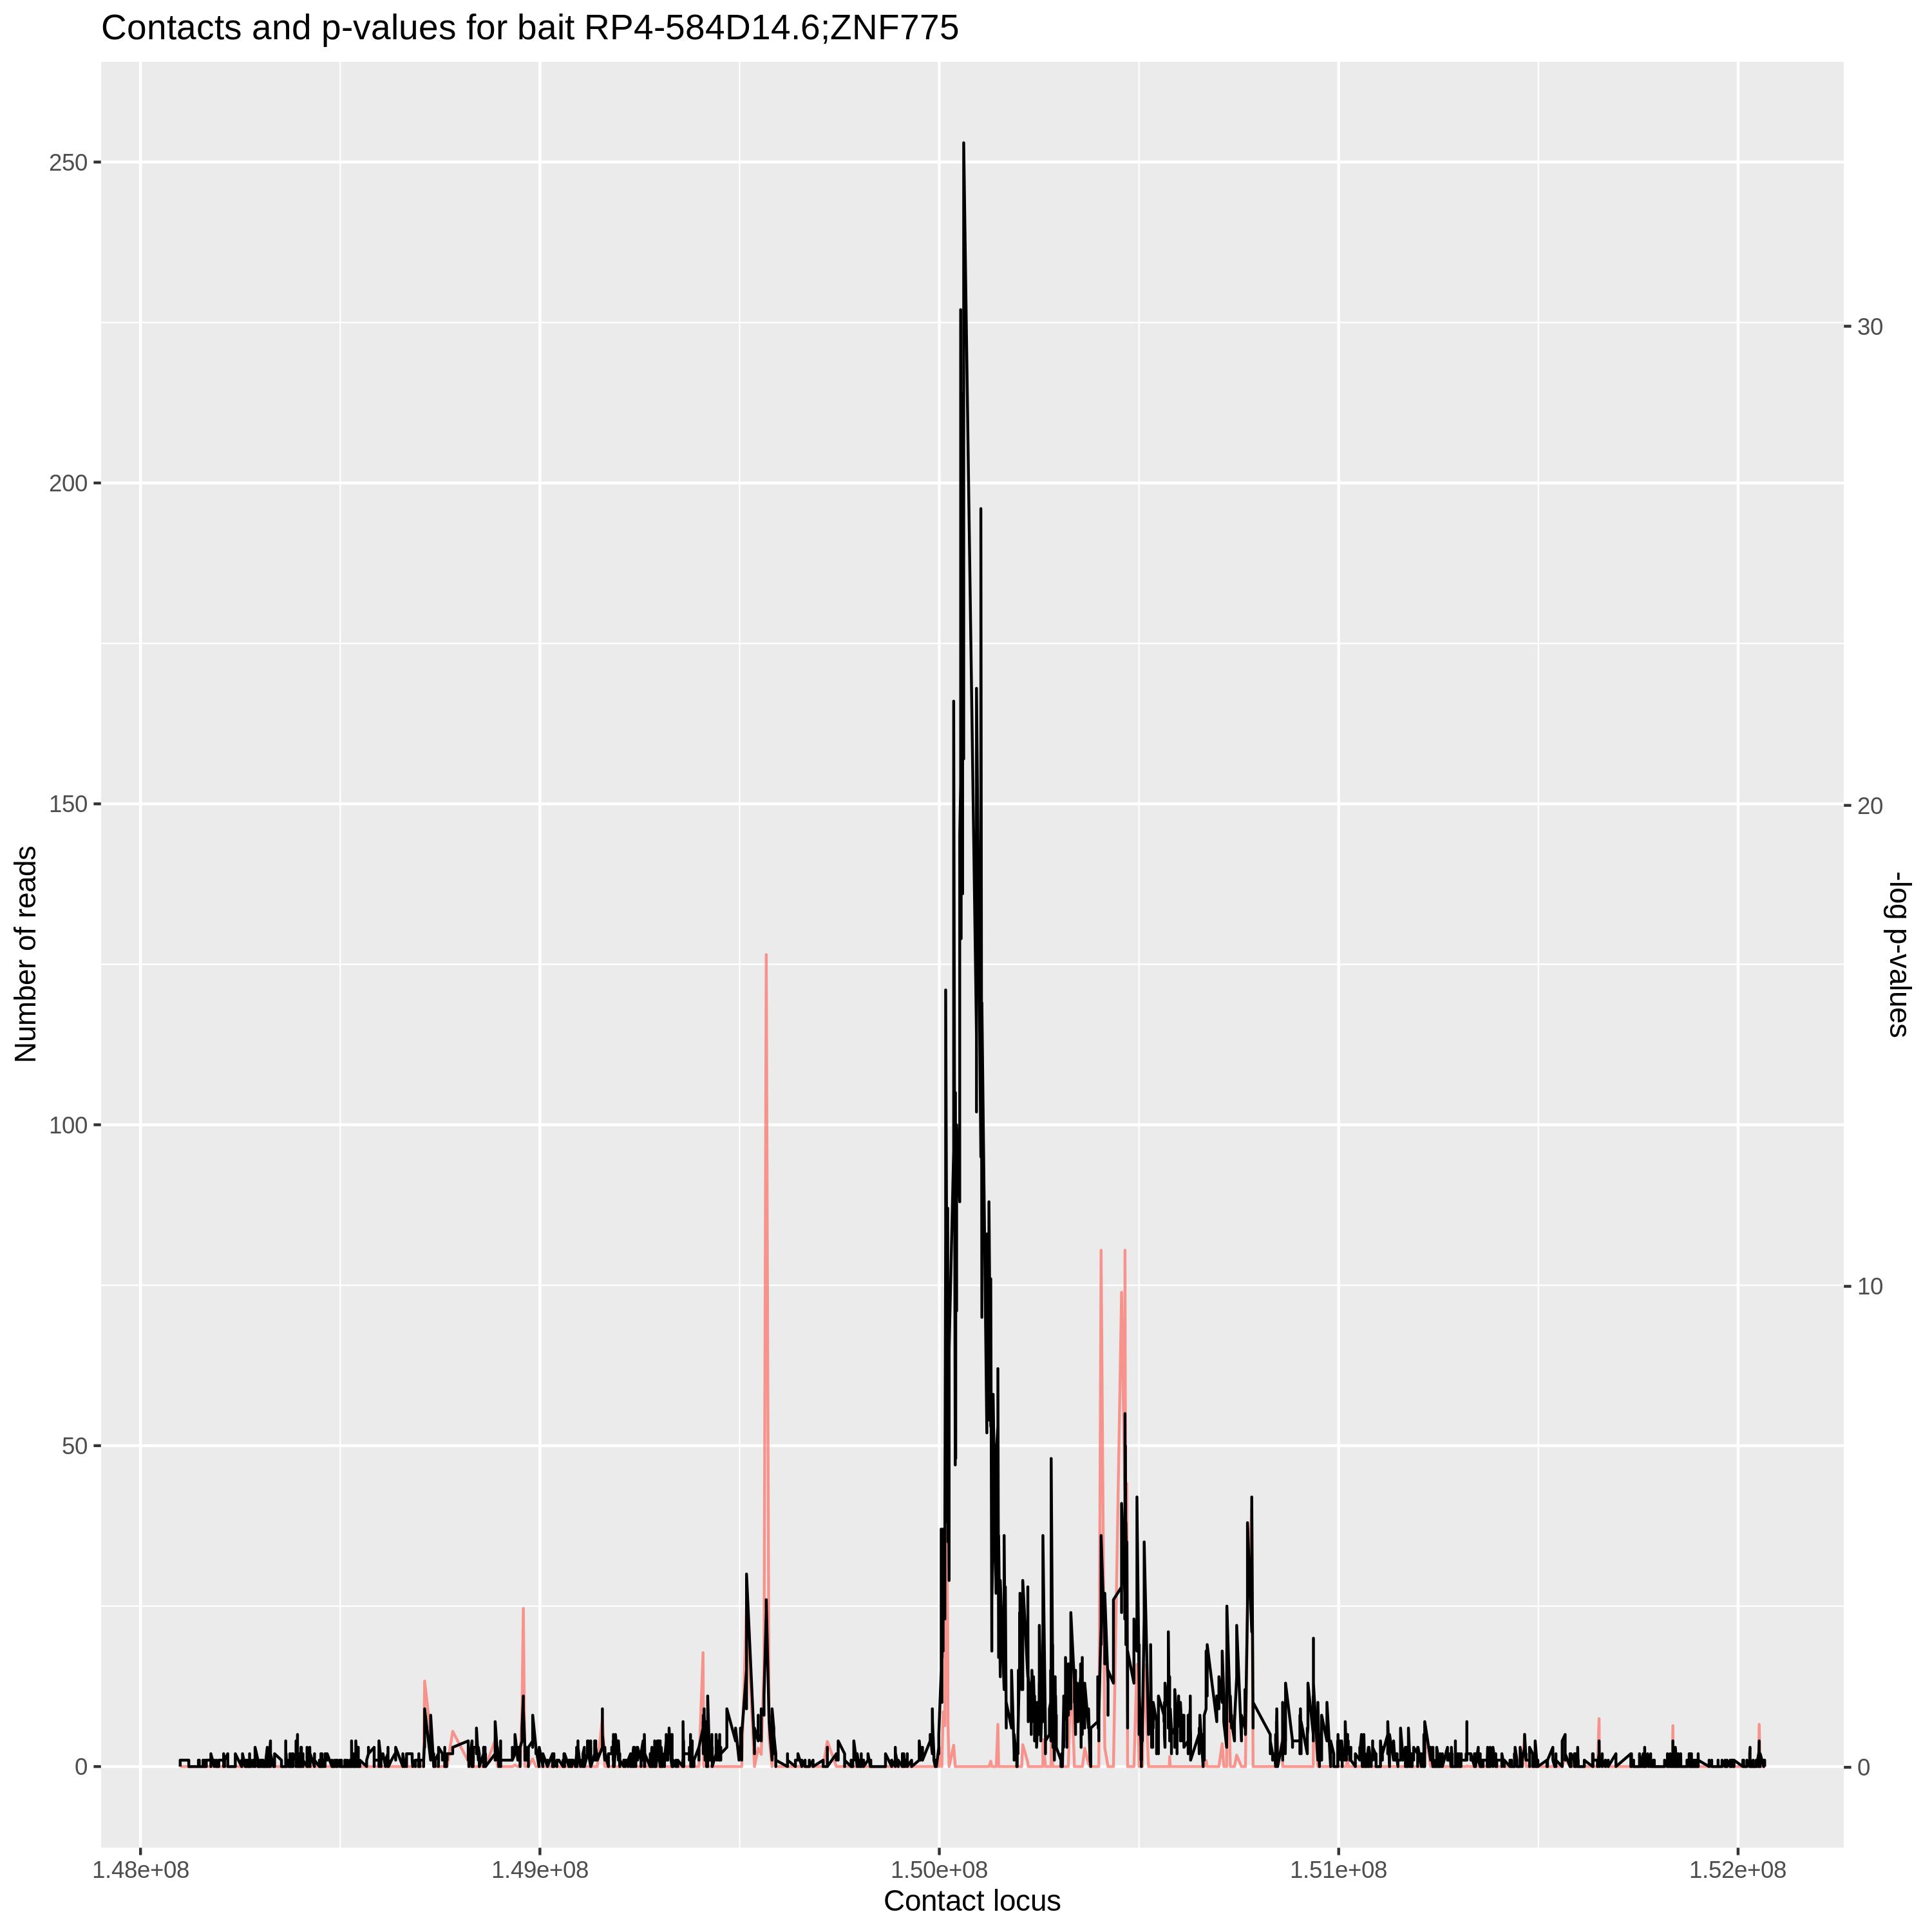 Contacts and p-values for bait RP4-584D14.6;ZNF775
250
200
150
100
50
0
Number of reads
30
20
10
0
-log p-values
1.48e+08 1.49e+08 1.50e+08 1.51e+08 1.52e+08
Contact locus